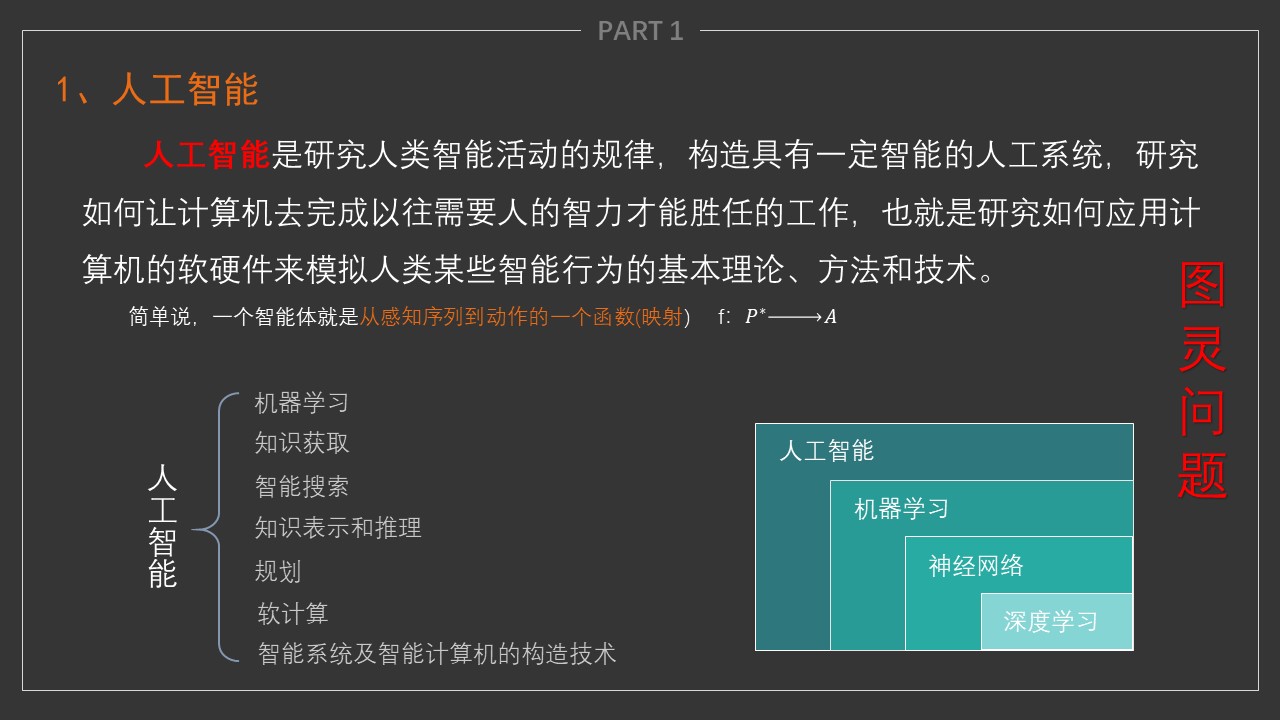 PART 1
1、人工智能
人工智能是研究人类智能活动的规律，构造具有一定智能的人工系统，研究
如何让计算机去完成以往需要人的智力才能胜任的工作，也就是研究如何应用计
算机的软硬件来模拟人类某些智能行为的基本理论、方法和技术。
简单说，一个智能体就是从感知序列到动作的一个函数(映射) f: P*⟶A
图灵问题
人工智能
机器学习
知识获取
智能搜索
知识表示和推理
规划
软计算
智能系统及智能计算机的构造技术
人工智能
机器学习
神经网络
深度学习